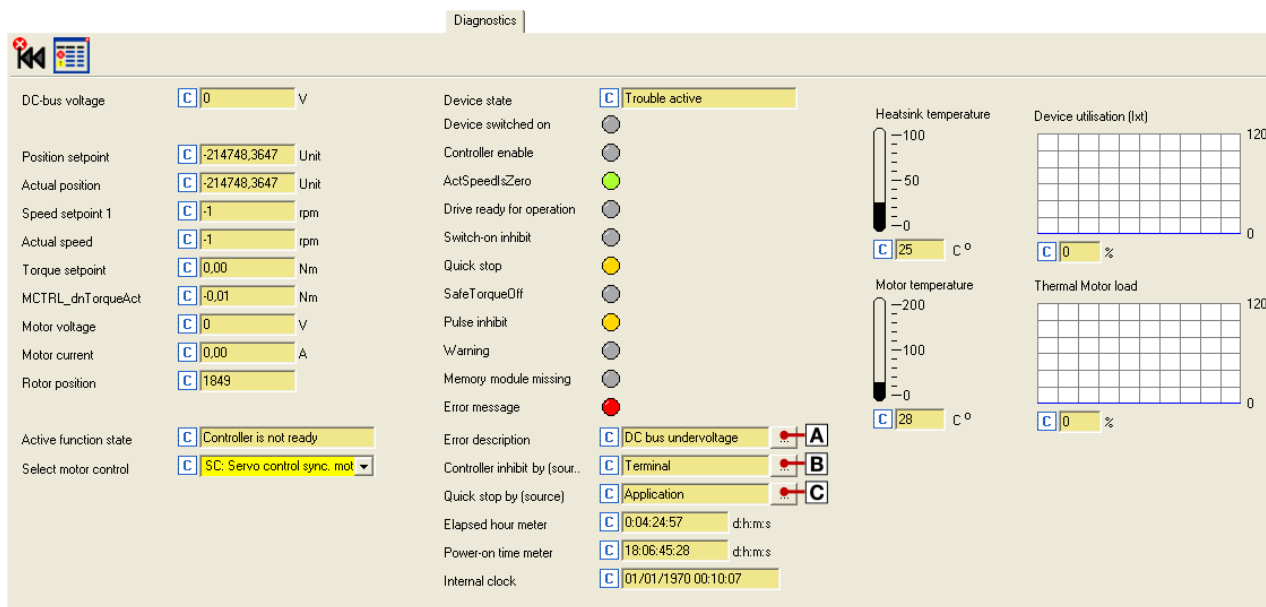 Diagnostics
DC-bus voltage C 0 V
Position setpoint C -214748,3647 Unit
Actual position C -214748,3647 Unit
Speed setpoint 1 C -1 rpm
Actual speed C -1 rpm
Torque setpoint C 0,00 Nm
MCTRL_dnTorqueAct C -0,01 Nm
Motor voltage C 0 V
Motor current C 0,00 A
Rotor position C 1849
Active function state C Controller is not ready
Select motor control C SC: Servo control sync. mot
Device state C Trouble active
Device switched on
Controller enable
ActSpeedIsZero
Drive ready for operation
Switch-on inhibit
Quick stop
SafeTorqueOff
Pulse inhibit
Warning
Memory module missing
Error message
Error description C DC bus undervoltage ... A
Controller inhibit by (sour.. C Terminal ... B
Quick stop by (source) C Application ... C
Elapsed hour meter C 0:04:24:57 d:h:m:s
Power-on time meter C 18:06:45:28 d:h:m:s
Internal clock C 01/01/1970 00:10:07
Heatsink temperature
100
50
0
C 25 C º
Motor temperature
200
100
0
C 28 C º
Device utilisation (Ixt)
120
0
C 0 %
Thermal Motor load
120
0
C 0 %